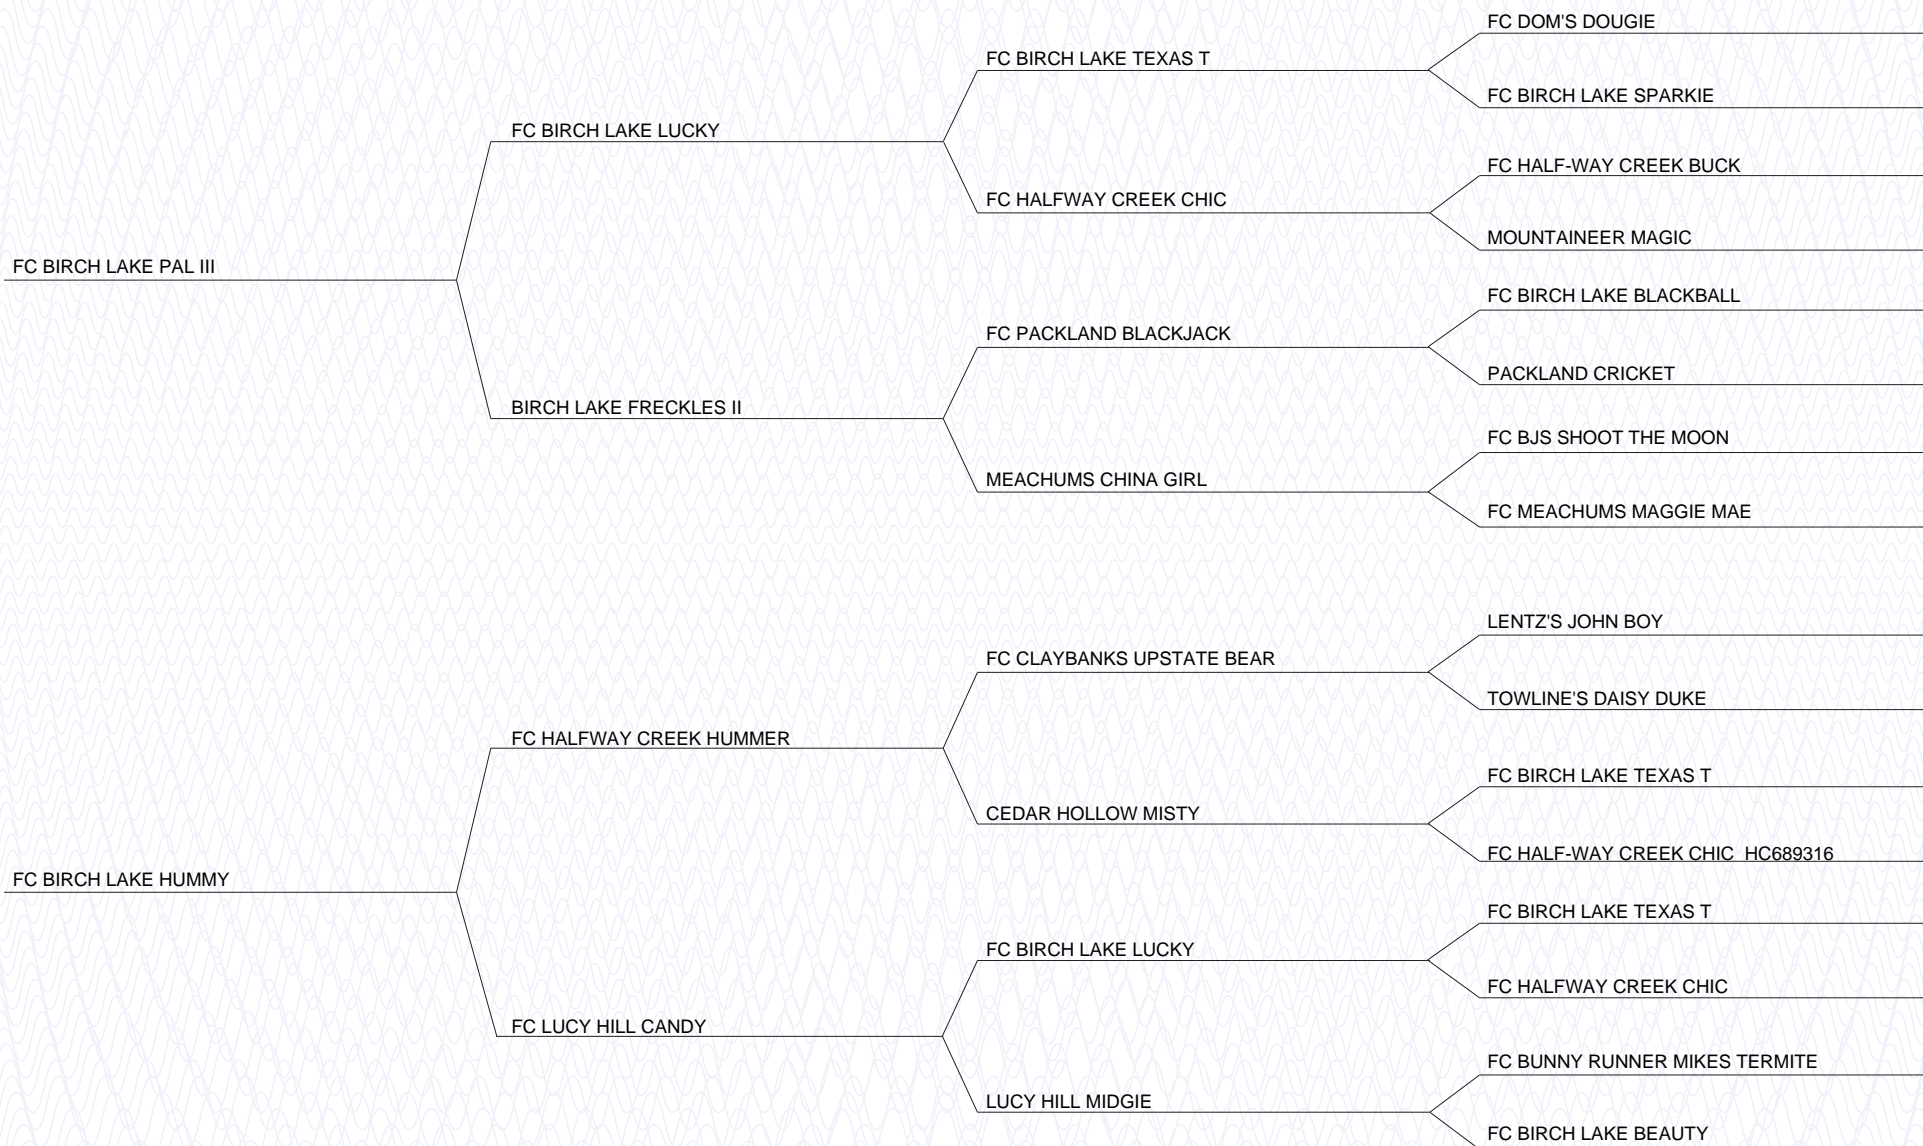 FC DOM'S DOUGIE
FC BIRCH LAKE TEXAS T
FC BIRCH LAKE SPARKIE
FC BIRCH LAKE LUCKY
FC HALF-WAY CREEK BUCK
FC HALFWAY CREEK CHIC
MOUNTAINEER MAGIC
FC BIRCH LAKE PAL III
FC BIRCH LAKE BLACKBALL
FC PACKLAND BLACKJACK
PACKLAND CRICKET
BIRCH LAKE FRECKLES II
FC BJS SHOOT THE MOON
MEACHUMS CHINA GIRL
FC MEACHUMS MAGGIE MAE
LENTZ'S JOHN BOY
FC CLAYBANKS UPSTATE BEAR
TOWLINE'S DAISY DUKE
FC HALFWAY CREEK HUMMER
FC BIRCH LAKE TEXAS T
CEDAR HOLLOW MISTY
FC HALF-WAY CREEK CHIC HC689316
FC BIRCH LAKE HUMMY
FC BIRCH LAKE TEXAS T
FC BIRCH LAKE LUCKY
FC HALFWAY CREEK CHIC
FC LUCY HILL CANDY
FC BUNNY RUNNER MIKES TERMITE
LUCY HILL MIDGIE
FC BIRCH LAKE BEAUTY